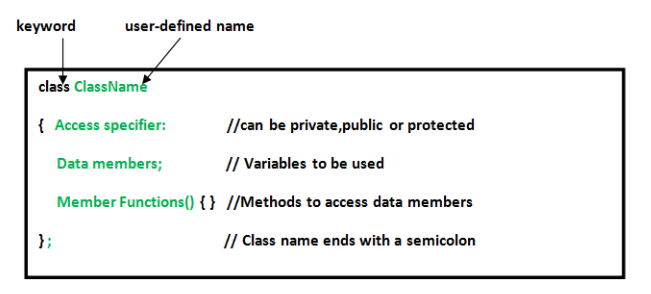 keyword user-defined name
class ClassName
{ Access specifier: //can be private,public or protected
Data members; // Variables to be used
Member Functions() { } //Methods to access data members
} ; // Class name ends with a semicolon